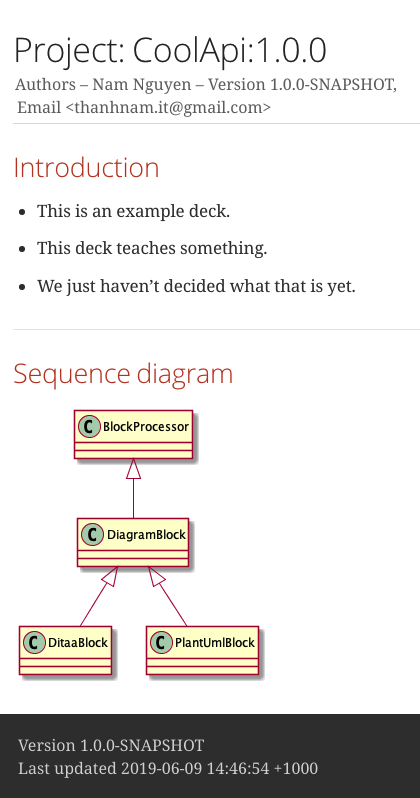 Project: CoolApi:1.0.0
Authors – Nam Nguyen – Version 1.0.0-SNAPSHOT,
Email <thanhnam.it@gmail.com>
Introduction
This is an example deck.
This deck teaches something.
We just haven’t decided what that is yet.
Sequence diagram
C BlockProcessor
C DiagramBlock
C DitaaBlock
C PlantUmlBlock
Version 1.0.0-SNAPSHOT
Last updated 2019-06-09 14:46:54 +1000